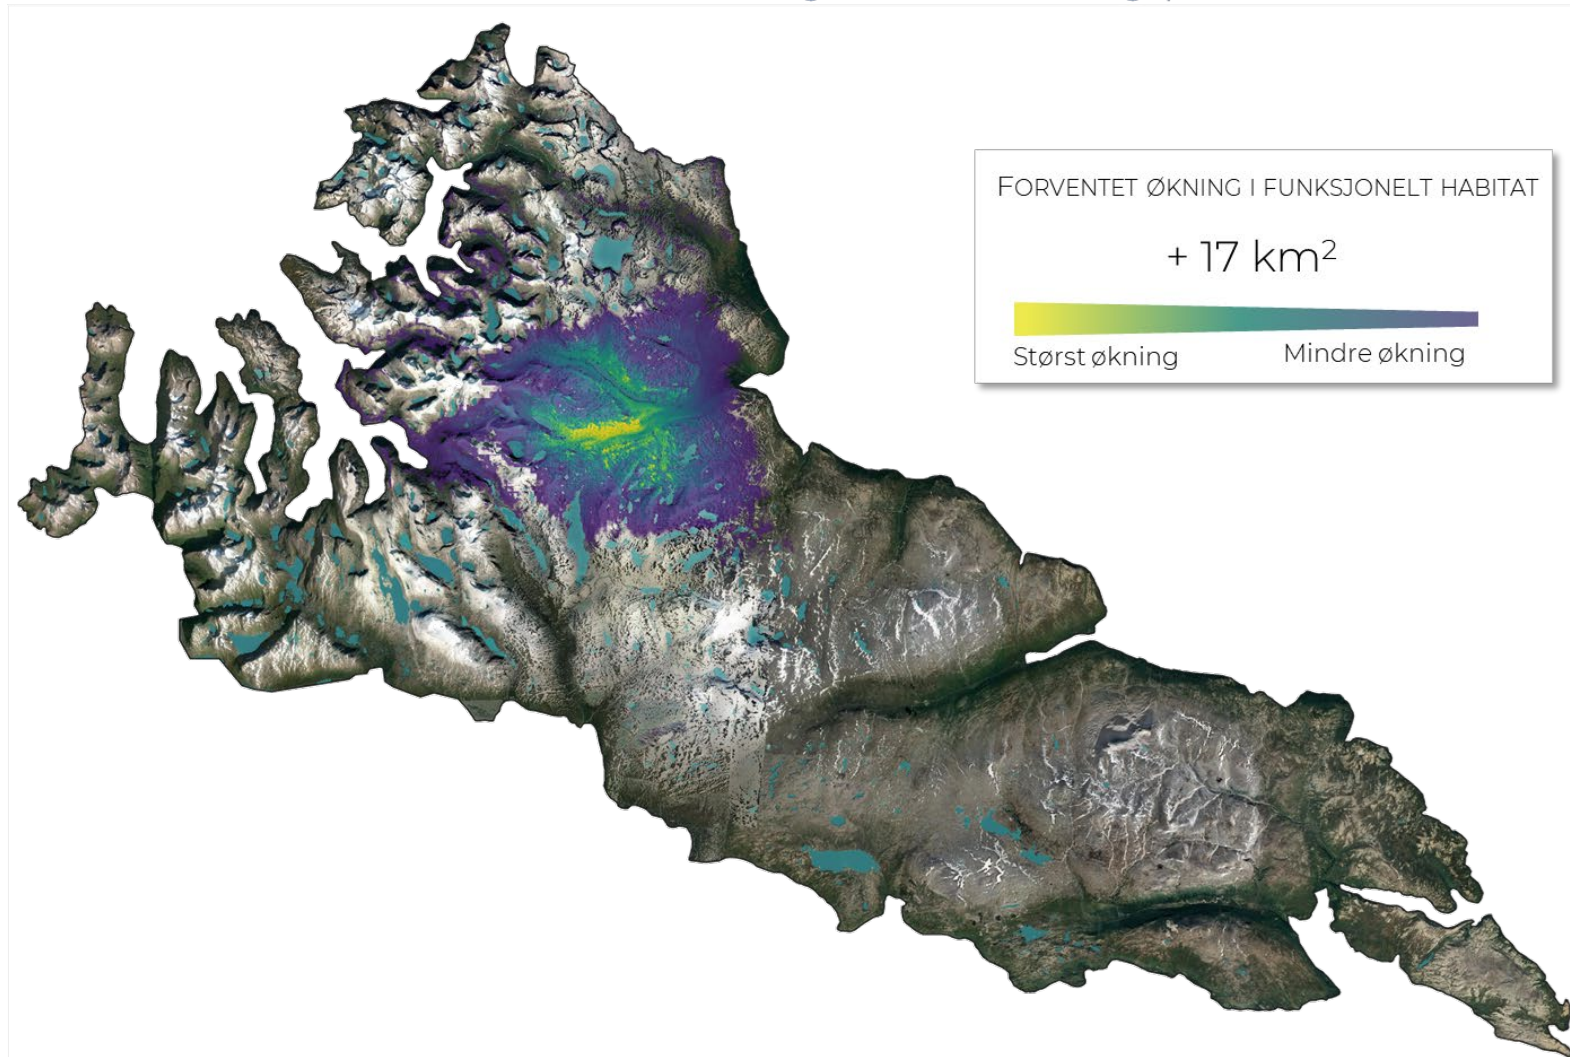 FORVENTET ØKNING I FUNKSJONELT HABITAT
+ 17 km²
Størst økning
Mindre økning